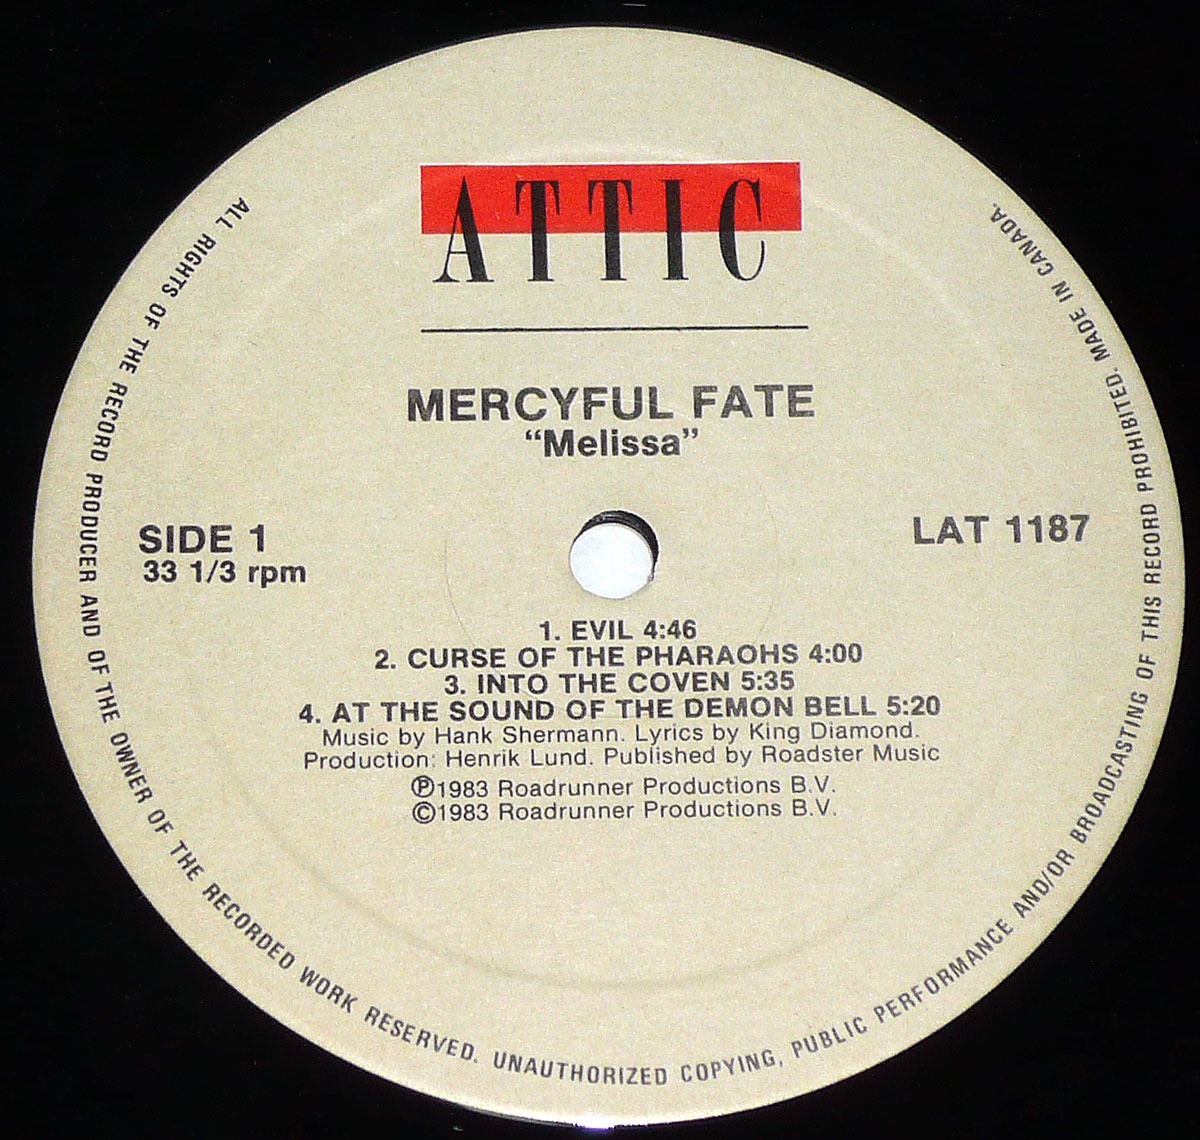 ATTIC
MERCYFUL FATE
“Melissa”
SIDE 1
33 1/3 rpm
LAT 1187
1. EVIL 4:46
2. CURSE OF THE PHARAOHS 4:00
3. INTO THE COVEN 5:35
4. AT THE SOUND OF THE DEMON BELL 5:20
Music by Hank Shermann. Lyrics by King Diamond.
Production: Henrik Lund. Published by Roadster Music
℗1983 Roadrunner Productions B.V.
©1983 Roadrunner Productions B.V.
ALL RIGHTS OF THE RECORD PRODUCER AND OF THE OWNER OF THE RECORDED WORK RESERVED. UNAUTHORIZED COPYING, PUBLIC PERFORMANCE AND/OR BROADCASTING OF THIS RECORD PROHIBITED. MADE IN CANADA.